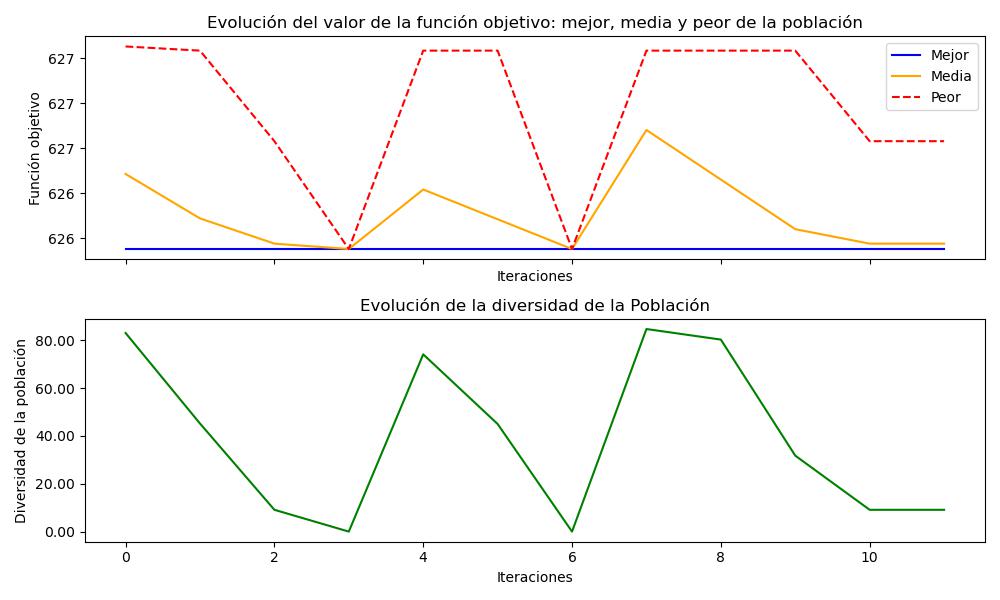 Evolución del valor de la función objetivo: mejor, media y peor de la población
627
627
627
626
626
Función objetivo
Mejor
Media
Peor
Iteraciones
Evolución de la diversidad de la Población
80.00
60.00
40.00
20.00
0.00
Diversidad de la población
0 2 4 6 8 10
Iteraciones